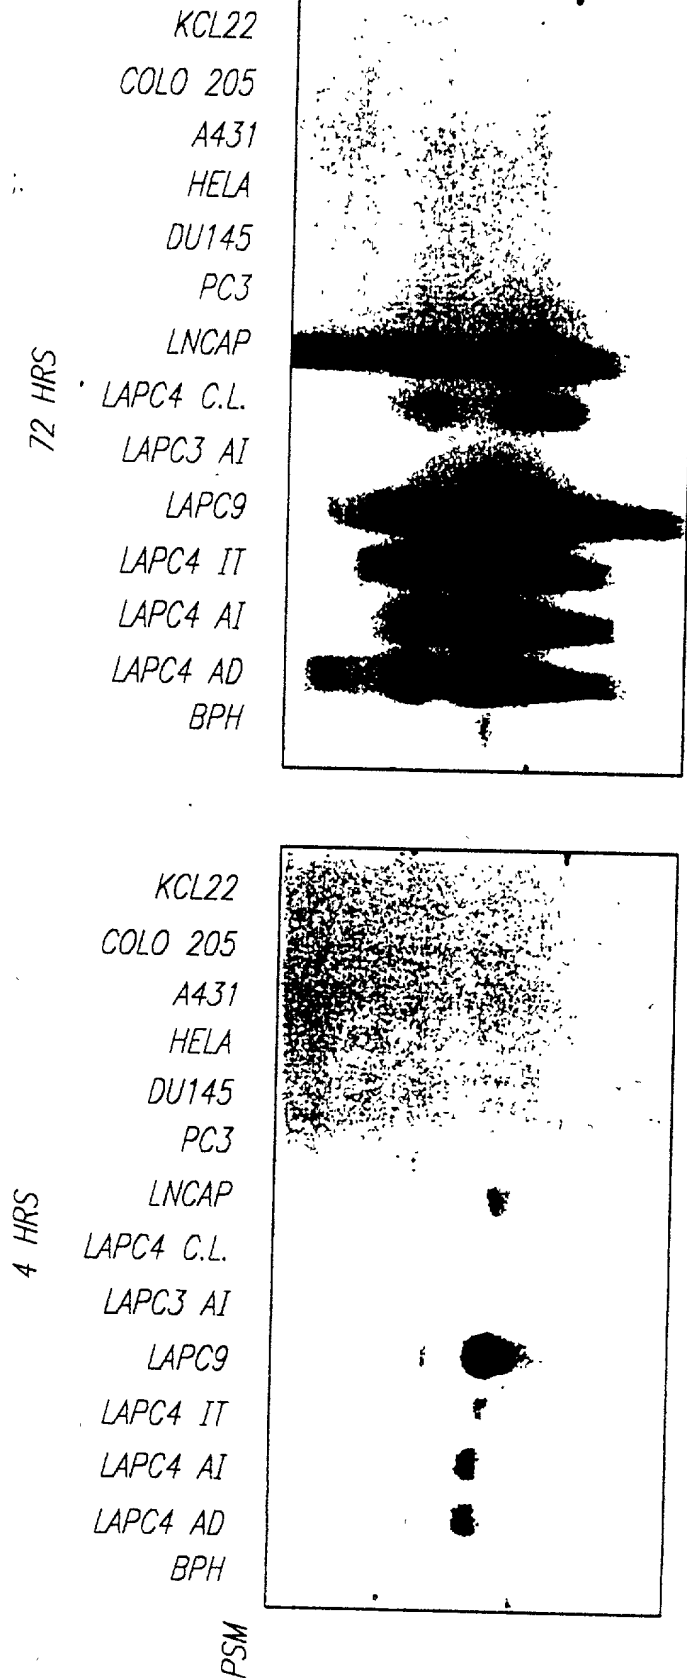 72 HRS
KCL22
COLO 205
A431
HELA
DU145
PC3
LNCAP
LAPC4 C.L.
LAPC3 AI
LAPC9
LAPC4 IT
LAPC4 AI
LAPC4 AD
BPH
4 HRS
KCL22
COLO 205
A431
HELA
DU145
PC3
LNCAP
LAPC4 C.L.
LAPC3 AI
LAPC9
LAPC4 IT
LAPC4 AI
LAPC4 AD
BPH
PSM